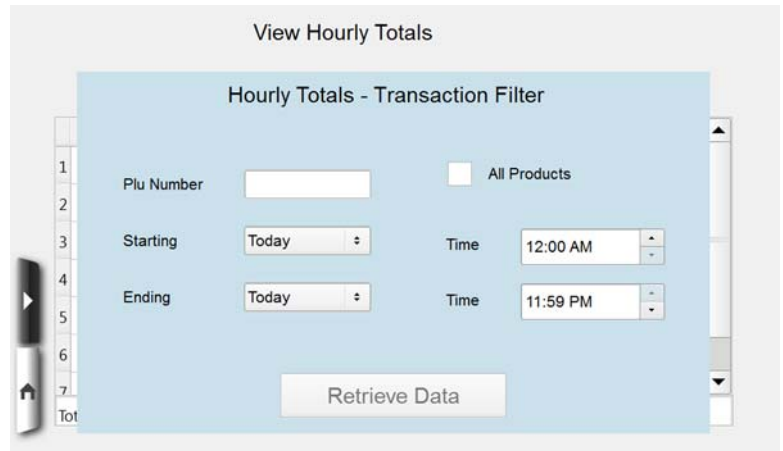 View Hourly Totals
Hourly Totals - Transaction Filter
Plu Number
All Products
Starting Today Time 12:00 AM
Ending Today Time 11:59 PM
Retrieve Data
1
2
3
4
5
6
7
Tot